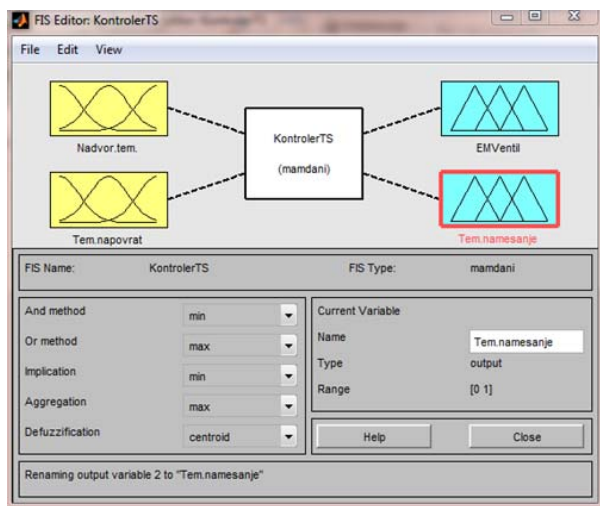 FIS Editor: KontrolerTS
File Edit View
Nadvor.tem.
Tem.napovrat
KontrolerTS
(mamdani)
EMVentil
Tem.namesanje
FIS Name: KontrolerTS FIS Type: mamdani
And method min
Or method max
Implication min
Aggregation max
Defuzzification centroid
Current Variable
Name Tem.namesanje
Type output
Range [0 1]
Help Close
Renaming output variable 2 to "Tem.namesanje"